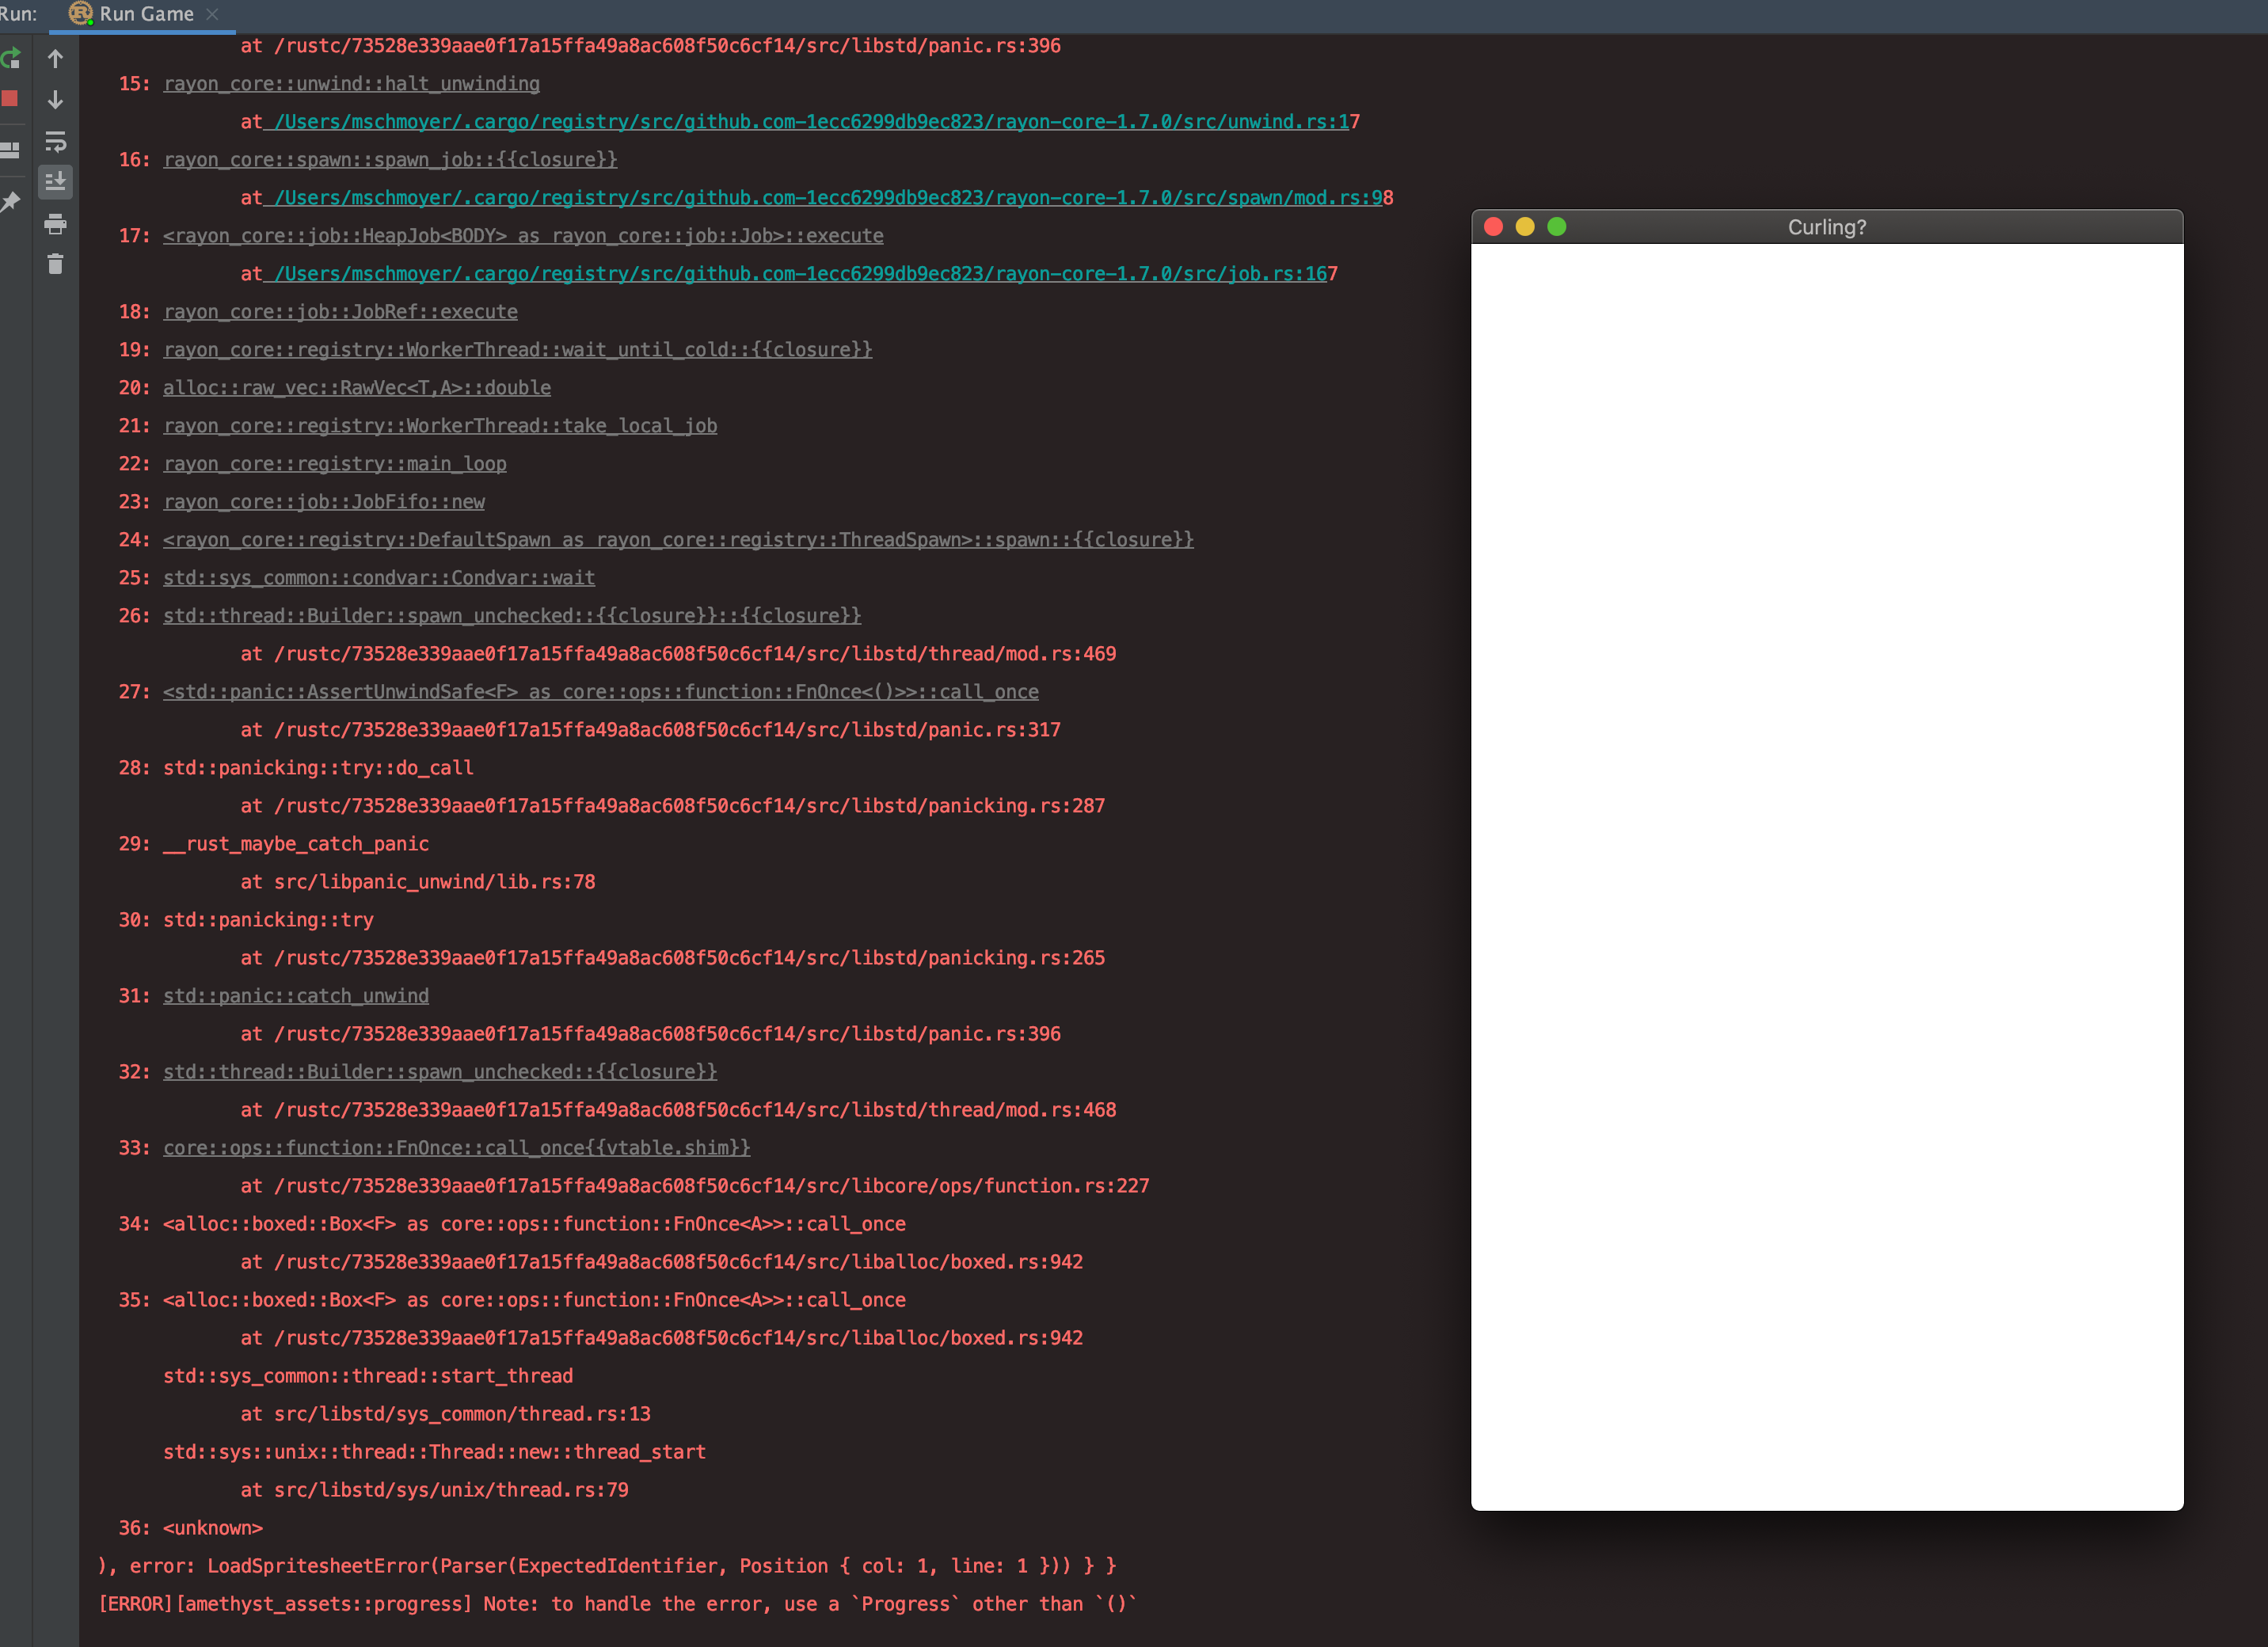 Run: Run Game
at /rustc/73528e339aae0f17a15ffa49a8ac608f50c6cf14/src/libstd/panic.rs:396
15: rayon_core::unwind::halt_unwinding
at /Users/mschmoyer/.cargo/registry/src/github.com-1ecc6299db9ec823/rayon-core-1.7.0/src/unwind.rs:17
16: rayon_core::spawn::spawn_job::{{closure}}
at /Users/mschmoyer/.cargo/registry/src/github.com-1ecc6299db9ec823/rayon-core-1.7.0/src/spawn/mod.rs:98
17: <rayon_core::job::HeapJob<BODY> as rayon_core::job::Job>::execute
at /Users/mschmoyer/.cargo/registry/src/github.com-1ecc6299db9ec823/rayon-core-1.7.0/src/job.rs:167
18: rayon_core::job::JobRef::execute
19: rayon_core::registry::WorkerThread::wait_until_cold::{{closure}}
20: alloc::raw_vec::RawVec<T,A>::double
21: rayon_core::registry::WorkerThread::take_local_job
22: rayon_core::registry::main_loop
23: rayon_core::job::JobFifo::new
24: <rayon_core::registry::DefaultSpawn as rayon_core::registry::ThreadSpawn>::spawn::{{closure}}
25: std::sys_common::condvar::Condvar::wait
26: std::thread::Builder::spawn_unchecked::{{closure}}::{{closure}}
at /rustc/73528e339aae0f17a15ffa49a8ac608f50c6cf14/src/libstd/thread/mod.rs:469
27: <std::panic::AssertUnwindSafe<F> as core::ops::function::FnOnce<()>>::call_once
at /rustc/73528e339aae0f17a15ffa49a8ac608f50c6cf14/src/libstd/panic.rs:317
28: std::panicking::try::do_call
at /rustc/73528e339aae0f17a15ffa49a8ac608f50c6cf14/src/libstd/panicking.rs:287
29: __rust_maybe_catch_panic
at src/libpanic_unwind/lib.rs:78
30: std::panicking::try
at /rustc/73528e339aae0f17a15ffa49a8ac608f50c6cf14/src/libstd/panicking.rs:265
31: std::panic::catch_unwind
at /rustc/73528e339aae0f17a15ffa49a8ac608f50c6cf14/src/libstd/panic.rs:396
32: std::thread::Builder::spawn_unchecked::{{closure}}
at /rustc/73528e339aae0f17a15ffa49a8ac608f50c6cf14/src/libstd/thread/mod.rs:468
33: core::ops::function::FnOnce::call_once{{vtable.shim}}
at /rustc/73528e339aae0f17a15ffa49a8ac608f50c6cf14/src/libcore/ops/function.rs:227
34: <alloc::boxed::Box<F> as core::ops::function::FnOnce<A>>::call_once
at /rustc/73528e339aae0f17a15ffa49a8ac608f50c6cf14/src/liballoc/boxed.rs:942
35: <alloc::boxed::Box<F> as core::ops::function::FnOnce<A>>::call_once
at /rustc/73528e339aae0f17a15ffa49a8ac608f50c6cf14/src/liballoc/boxed.rs:942
std::sys_common::thread::start_thread
at src/libstd/sys_common/thread.rs:13
std::sys::unix::thread::Thread::new::thread_start
at src/libstd/sys/unix/thread.rs:79
36: <unknown>
), error: LoadSpritesheetError(Parser(ExpectedIdentifier, Position { col: 1, line: 1 })) } }
[ERROR][amethyst_assets::progress] Note: to handle the error, use a `Progress` other than `()`
Curling?